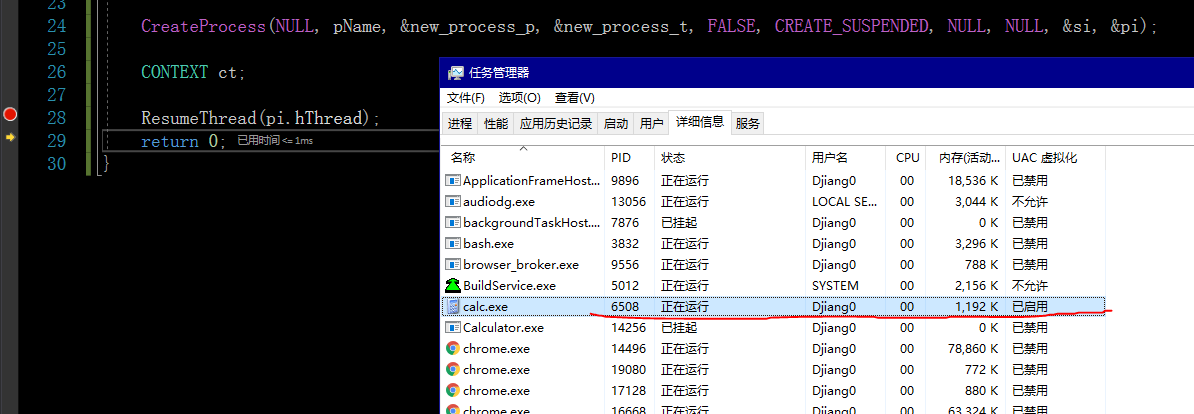 23
24 CreateProcess(NULL, pName, &new_process_p, &new_process_t, FALSE, CREATE_SUSPENDED, NULL, NULL, &si, &pi);
25
26 CONTEXT ct;
27
28 ResumeThread(pi.hThread);
29 return 0; 已用时间 <= 1ms
30 }
任务管理器
文件(F) 选项(O) 查看(V)
进程 性能 应用历史记录 启动 用户 详细信息 服务
名称 PID 状态 用户名 CPU 内存(活动... UAC 虚拟化
ApplicationFrameHost... 9896 正在运行 Djiang0 00 18,536 K 已禁用
audiodg.exe 13056 正在运行 LOCAL SE... 00 3,044 K 不允许
backgroundTaskHost.... 7876 已挂起 Djiang0 00 0 K 已禁用
bash.exe 3832 正在运行 Djiang0 00 3,296 K 已禁用
browser_broker.exe 9556 正在运行 Djiang0 00 788 K 已禁用
BuildService.exe 5012 正在运行 SYSTEM 00 2,156 K 不允许
calc.exe 6508 正在运行 Djiang0 00 1,192 K 已启用
Calculator.exe 14256 已挂起 Djiang0 00 0 K 已禁用
chrome.exe 14496 正在运行 Djiang0 00 78,860 K 已禁用
chrome.exe 19080 正在运行 Djiang0 00 772 K 已禁用
chrome.exe 17128 正在运行 Djiang0 00 880 K 已禁用
chrome.exe 16668 正在运行 Djiang0 00 63,324 K 已禁用